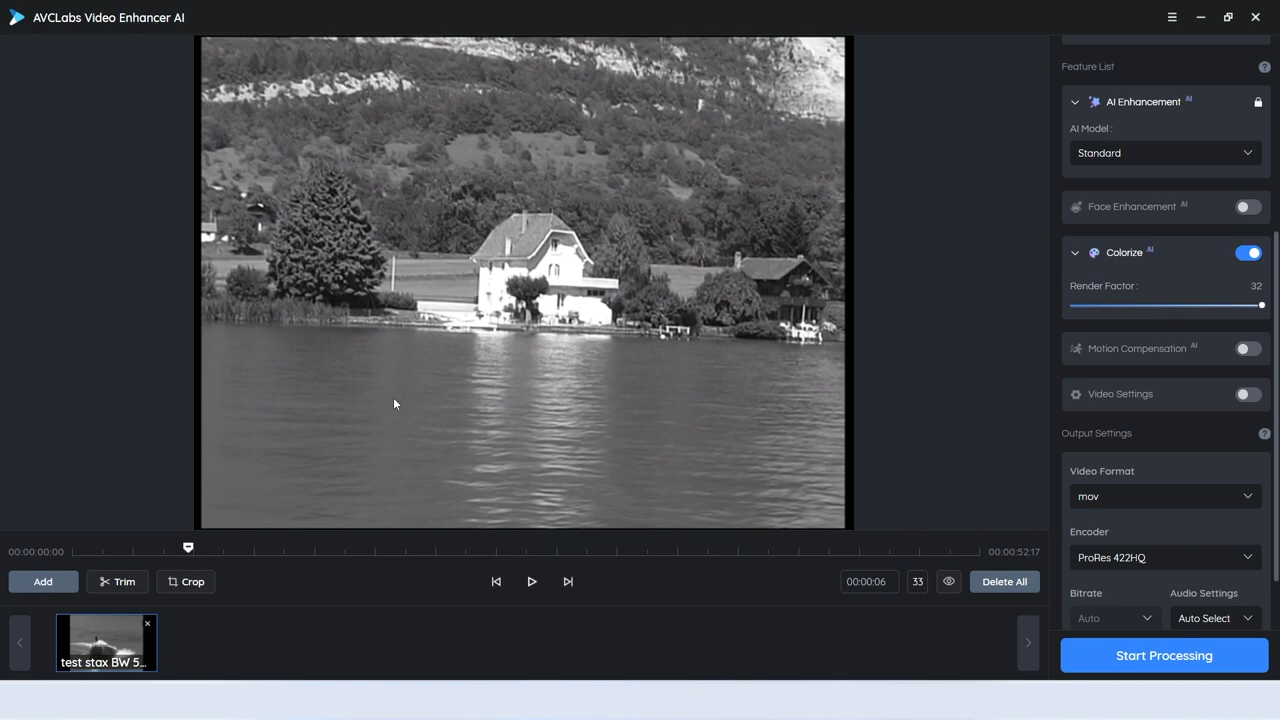 AVCLabs Video Enhancer AI
Feature List
AI Enhancement AI
AI Model :
Standard
Face Enhancement AI
Colorize AI
Render Factor : 32
Motion Compensation AI
Video Settings
Output Settings
Video Format
mov
Encoder
ProRes 422HQ
Bitrate Audio Settings
Auto Auto Select
Start Processing
00:00:00:00 00:00:52:17
Add Trim Crop 00:00:06 33 Delete All
test stax BW 5...